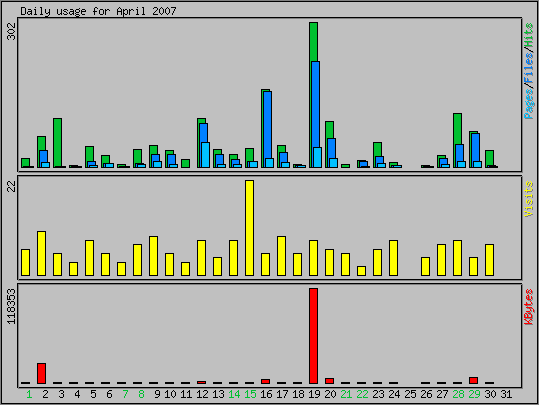 Daily usage for April 2007
302
Pages/Files/Hits
22
Visits
118353
KBytes
1 2 3 4 5 6 7 8 9 10 11 12 13 14 15 16 17 18 19 20 21 22 23 24 25 26 27 28 29 30 31